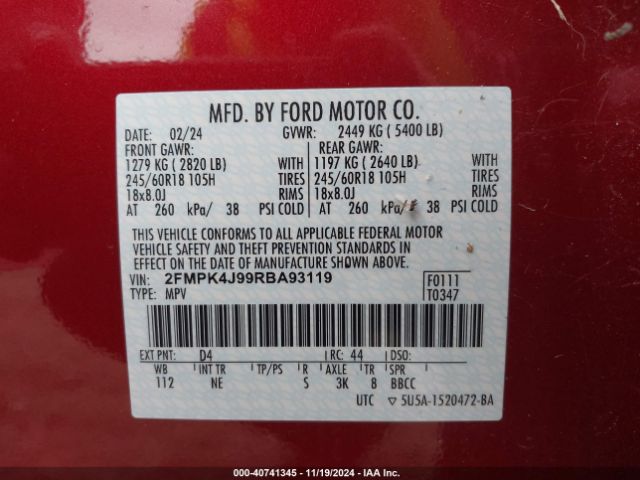 MFD. BY FORD MOTOR CO.
DATE: 02/24 GVWR: 2449 KG ( 5400 LB)
FRONT GAWR: REAR GAWR:
1279 KG ( 2820 LB) WITH 1197 KG ( 2640 LB) WITH
245/60R18 105H TIRES 245/60R18 105H TIRES
18x8.0J RIMS 18x8.0J RIMS
AT 260 kPa/ 38 PSI COLD AT 260 kPa/ 38 PSI COLD
THIS VEHICLE CONFORMS TO ALL APPLICABLE FEDERAL MOTOR
VEHICLE SAFETY AND THEFT PREVENTION STANDARDS IN
EFFECT ON THE DATE OF MANUFACTURE SHOWN ABOVE.
VIN: 2FMPK4J99RBA93119 F0111
TYPE: MPV T0347
EXT PNT: D4 RC: 44 DSO:
WB INT TR TP/PS R AXLE TR SPR
112 NE S 3K 8 BBCC
UTC ▽ 5U5A-1520472-BA
© - 40741345 - 11/19/2024 - IAA Inc.